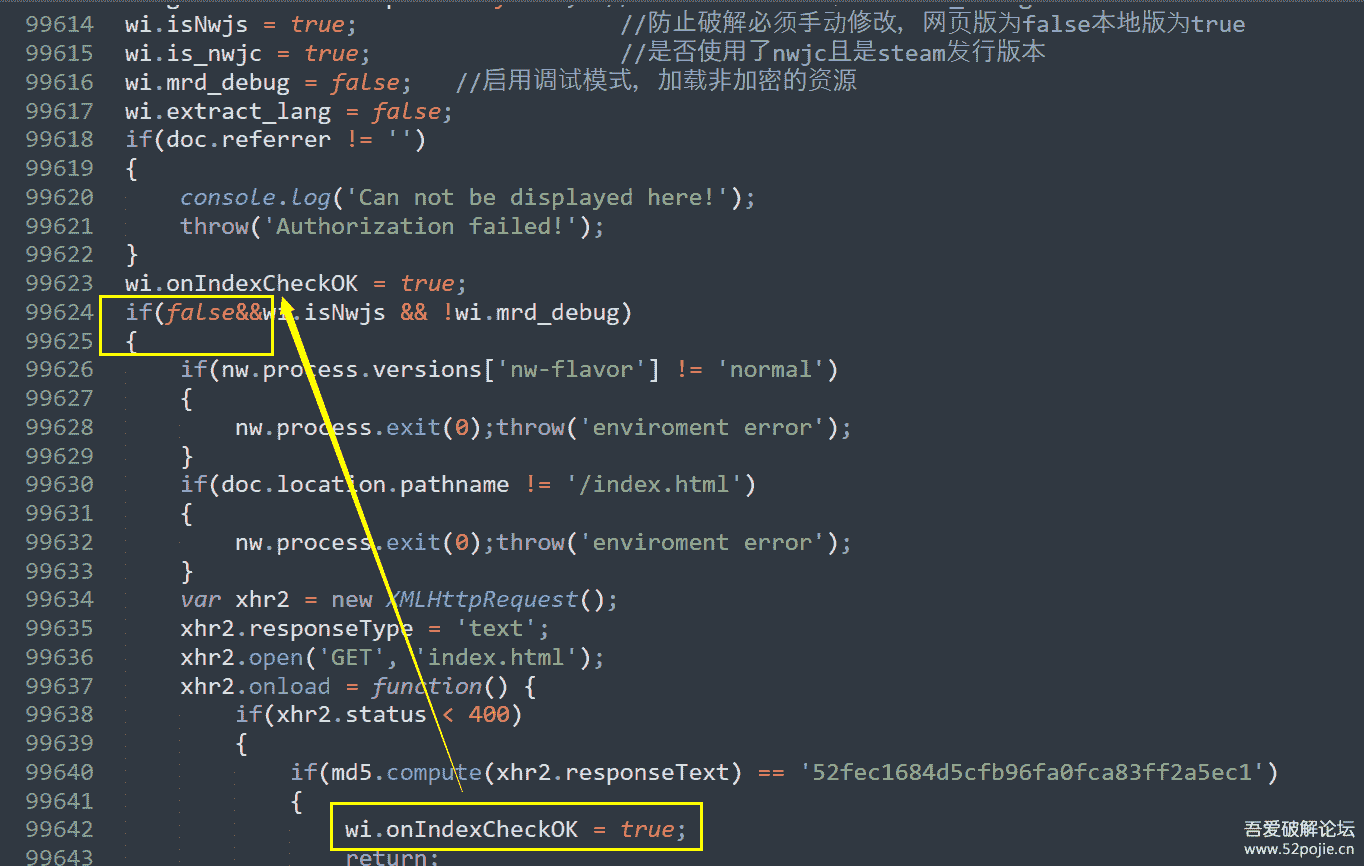 99614 wi.isNwjs = true; //防止破解必须手动修改, 网页版为false本地版为true
99615 wi.is_nwjc = true; //是否使用了nwjc且是steam发行版本
99616 wi.mrd_debug = false; //启用调试模式, 加载非加密的资源
99617 wi.extract_lang = false;
99618 if(doc.referrer != '')
99619 {
99620 console.log('Can not be displayed here!');
99621 throw('Authorization failed!');
99622 }
99623 wi.onIndexCheckOK = true;
99624 if(false&&wi.isNwjs && !wi.mrd_debug)
99625 {
99626 if(nw.process.versions['nw-flavor'] != 'normal')
99627 {
99628 nw.process.exit(0);throw('enviroment error');
99629 }
99630 if(doc.location.pathname != '/index.html')
99631 {
99632 nw.process.exit(0);throw('enviroment error');
99633 }
99634 var xhr2 = new XMLHttpRequest();
99635 xhr2.responseType = 'text';
99636 xhr2.open('GET', 'index.html');
99637 xhr2.onload = function() {
99638 if(xhr2.status < 400)
99639 {
99640 if(md5.compute(xhr2.responseText) == '52fec1684d5cfb96fa0fca83ff2a5ec1')
99641 {
99642 wi.onIndexCheckOK = true;
99643 return;
吾爱破解论坛
www.52pojie.cn